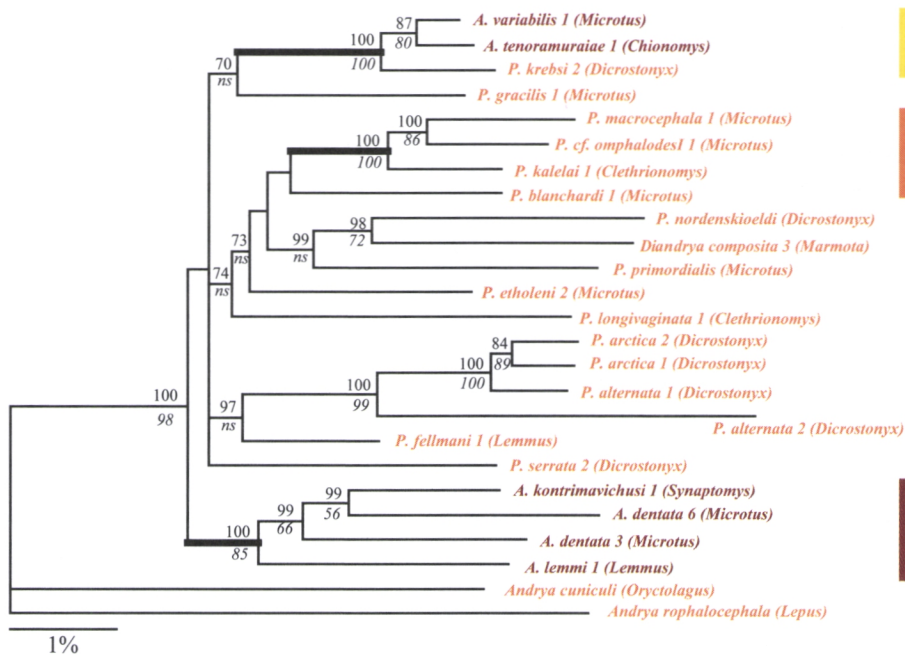 87
A. variabilis 1 (Microtus)
100
80
A. tenoramuraiae 1 (Chionomys)
70
100
P. krebsi 2 (Dicrostonyx)
ns
P. gracilis 1 (Microtus)
100
P. macrocephala 1 (Microtus)
100
86
P. cf. omphalodesI 1 (Microtus)
100
P. kalelai 1 (Clethrionomys)
P. blanchardi 1 (Microtus)
98
P. nordenskioeldi (Dicrostonyx)
73
99
72
Diandrya composita 3 (Marmota)
ns
ns
P. primordialis (Microtus)
74
ns
P. etholeni 2 (Microtus)
P. longivaginata 1 (Clethrionomys)
84
P. arctica 2 (Dicrostonyx)
100
89
P. arctica 1 (Dicrostonyx)
100
100
P. alternata 1 (Dicrostonyx)
100
99
97
P. alternata 2 (Dicrostonyx)
98
ns
P. fellmani 1 (Lemmus)
P. serrata 2 (Dicrostonyx)
99
A. kontrimavichusi 1 (Synaptomys)
99
56
A. dentata 6 (Microtus)
100
66
A. dentata 3 (Microtus)
85
A. lemmi 1 (Lemmus)
Andrya cuniculi (Oryctolagus)
Andrya rophalocephala (Lepus)
1%